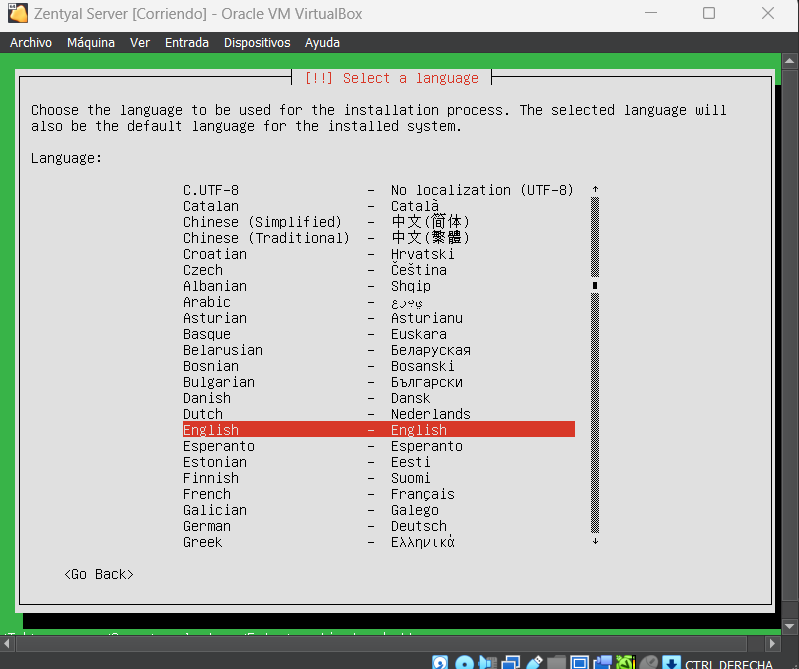 Zentyal Server [Corriendo] - Oracle VM VirtualBox
Archivo Máquina Ver Entrada Dispositivos Ayuda
[!!] Select a language
Choose the language to be used for the installation process. The selected language will
also be the default language for the installed system.
Language:
C.UTF-8 - No localization (UTF-8)
Catalan - Català
Chinese (Simplified) - 中文(简体)
Chinese (Traditional) - 中文(繁體)
Croatian - Hrvatski
Czech - Čeština
Albanian - Shqip
Arabic - عربي
Asturian - Asturianu
Basque - Euskara
Belarusian - Беларуская
Bosnian - Bosanski
Bulgarian - Български
Danish - Dansk
Dutch - Nederlands
English - English
Esperanto - Esperanto
Estonian - Eesti
Finnish - Suomi
French - Français
Galician - Galego
German - Deutsch
Greek - Ελληνικά
<Go Back>
CTRL DERECHA